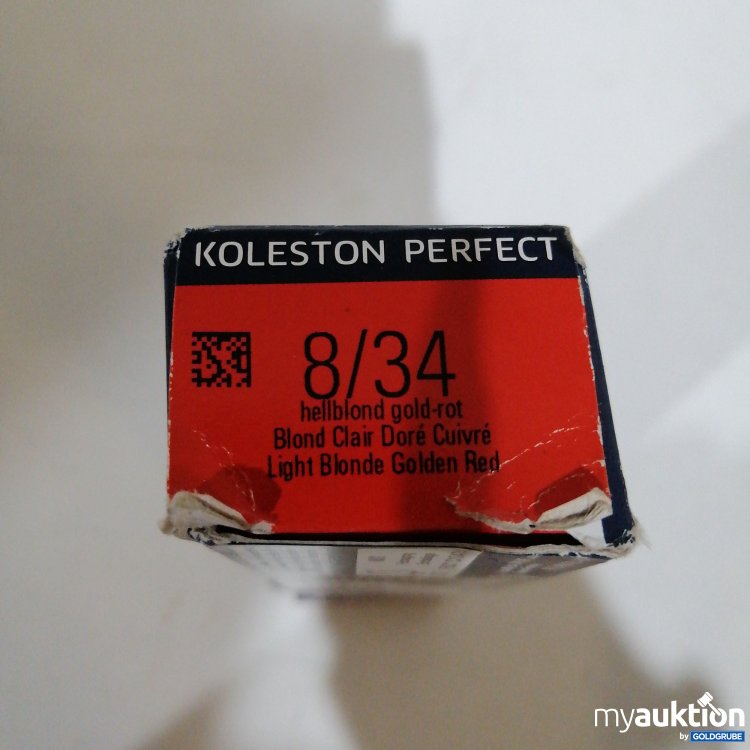 KOLESTON PERFECT
8/34
hellblond gold-rot
Blond Clair Doré Cuivré
Light Blonde Golden Red
myauktion
by GOLDGRUBE